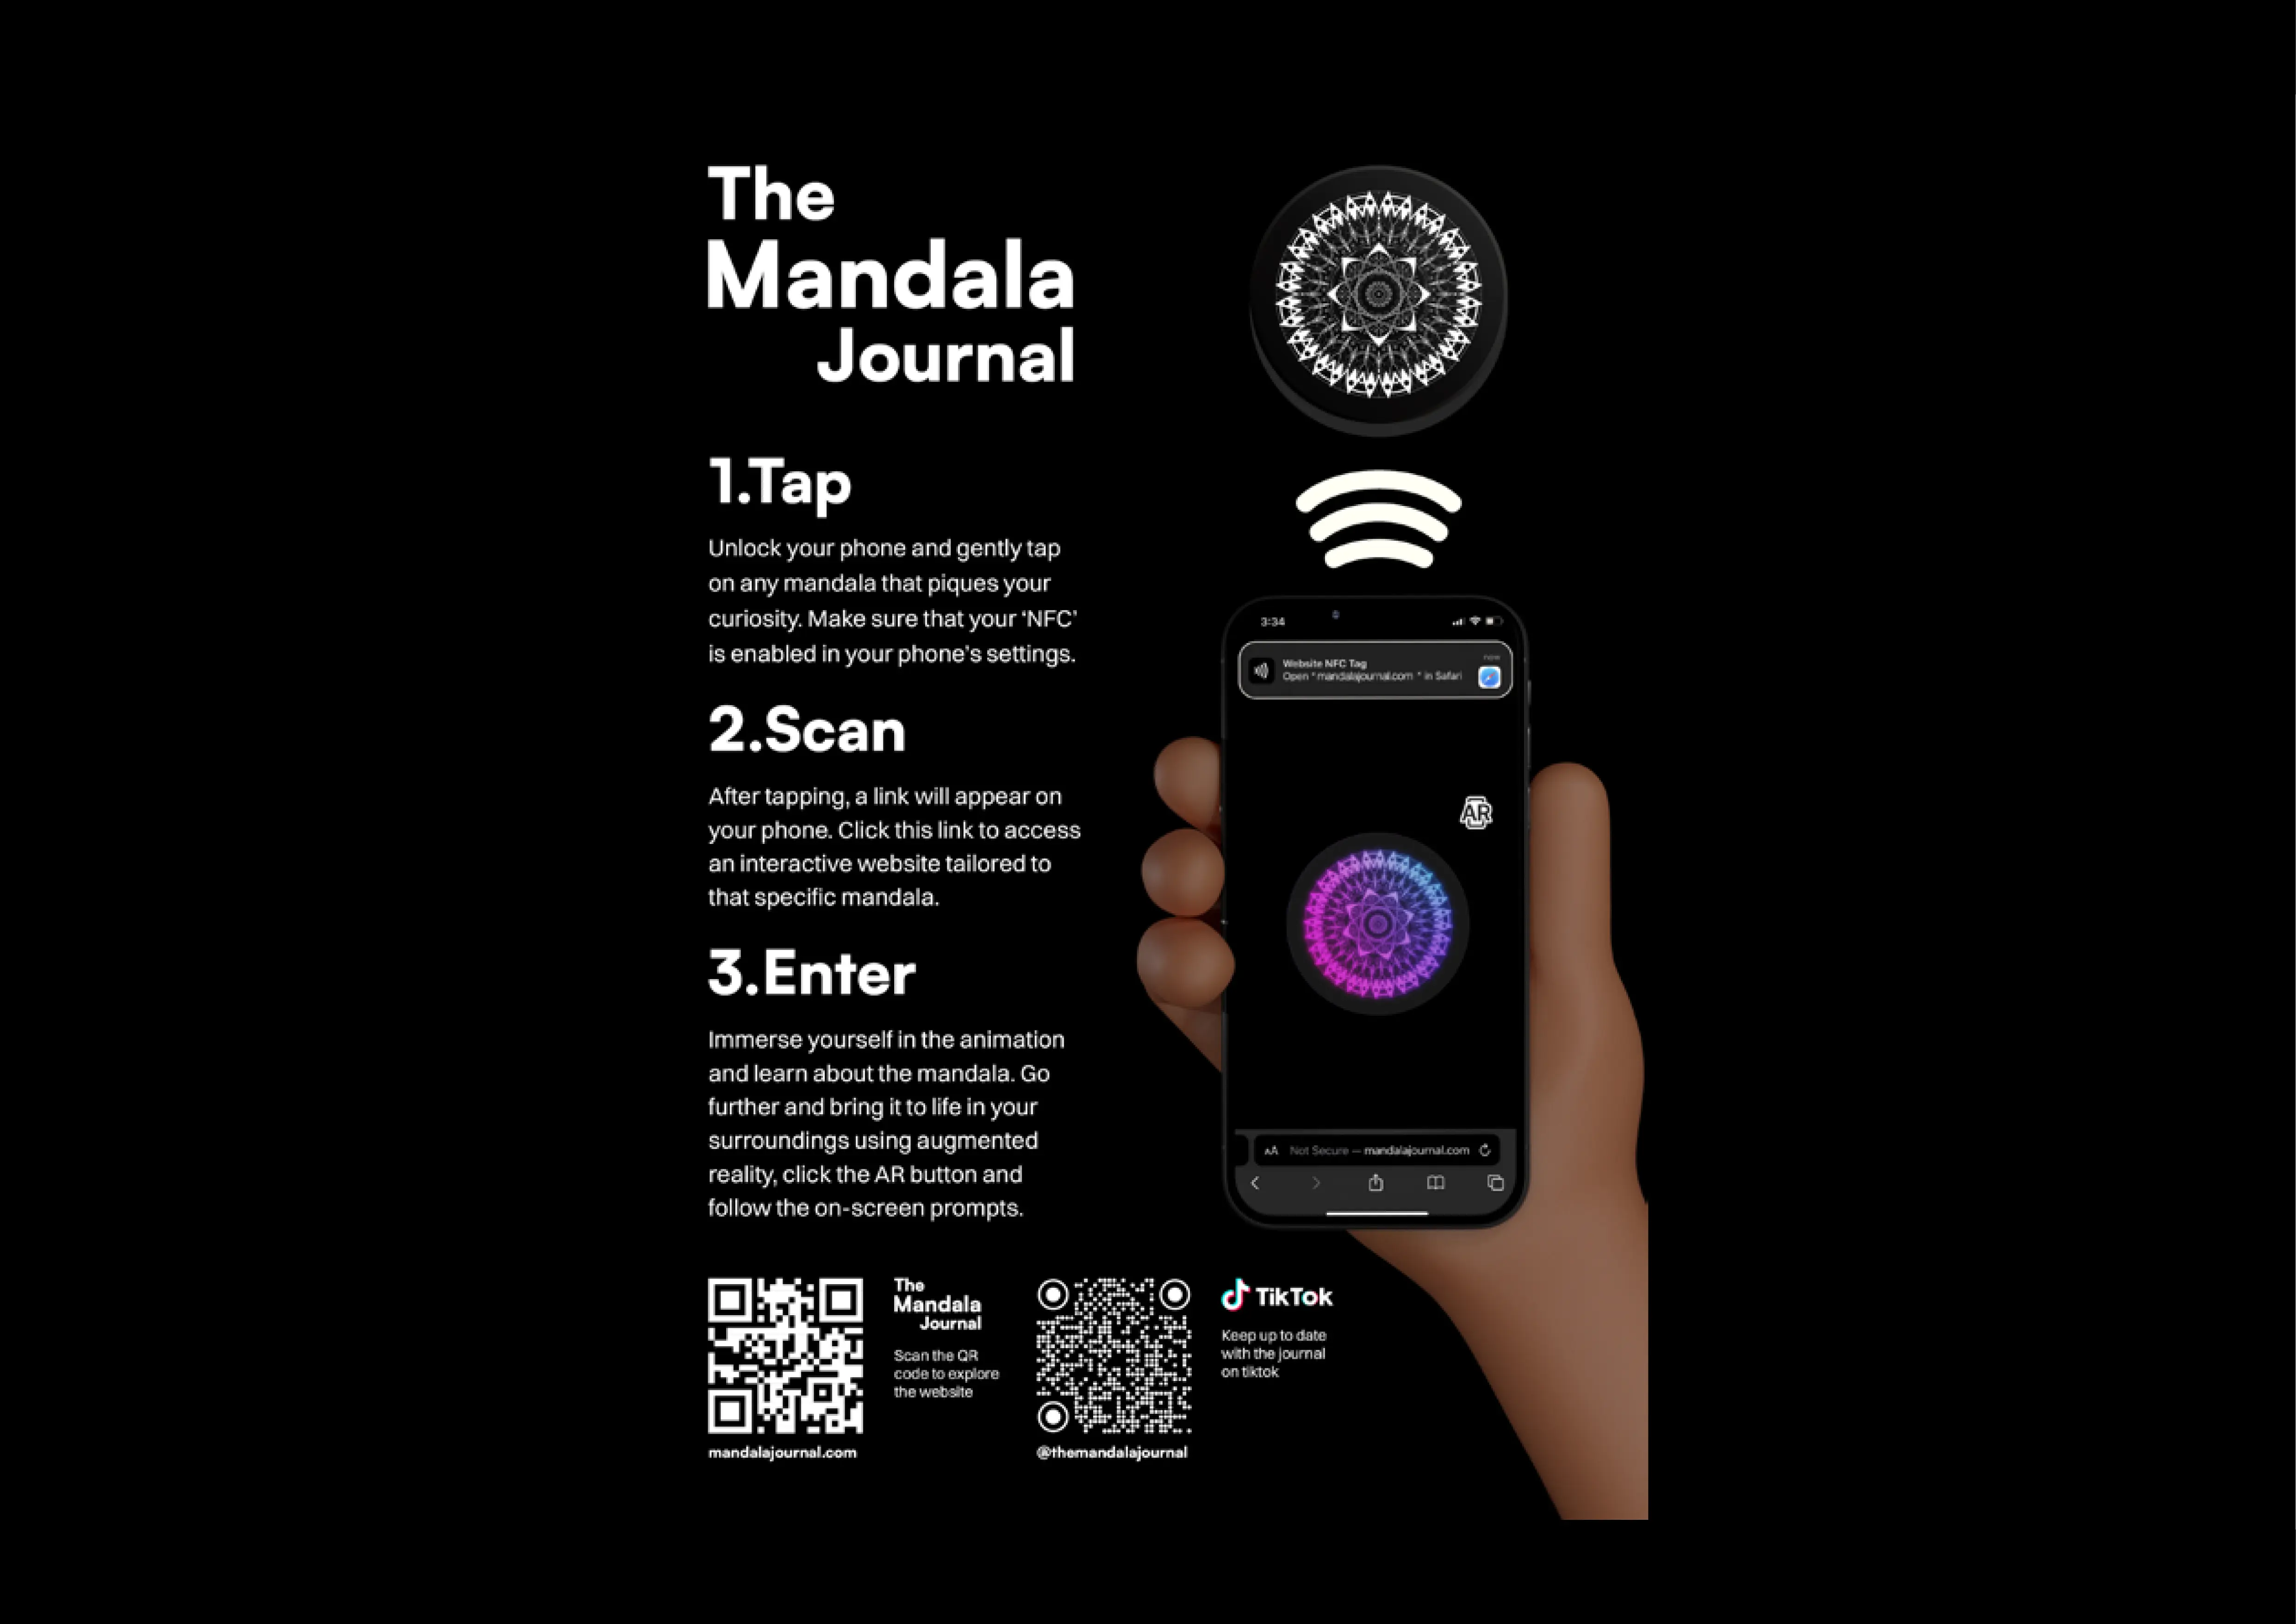 The
Mandala
Journal
1.Tap
Unlock your phone and gently tap
on any mandala that piques your
curiosity. Make sure that your ‘NFC’
is enabled in your phone’s settings.
2.Scan
After tapping, a link will appear on
your phone. Click this link to access
an interactive website tailored to
that specific mandala.
3.Enter
Immerse yourself in the animation
and learn about the mandala. Go
further and bring it to life in your
surroundings using augmented
reality, click the AR button and
follow the on-screen prompts.
3:34
Website NFC Tag
now
Open " mandalajournal.com " in Safari
AR
AA Not Secure — mandalajournal.com
The
Mandala
Journal
Scan the QR
code to explore
the website
mandalajournal.com
TikTok
Keep up to date
with the journal
on tiktok
@themandalajournal